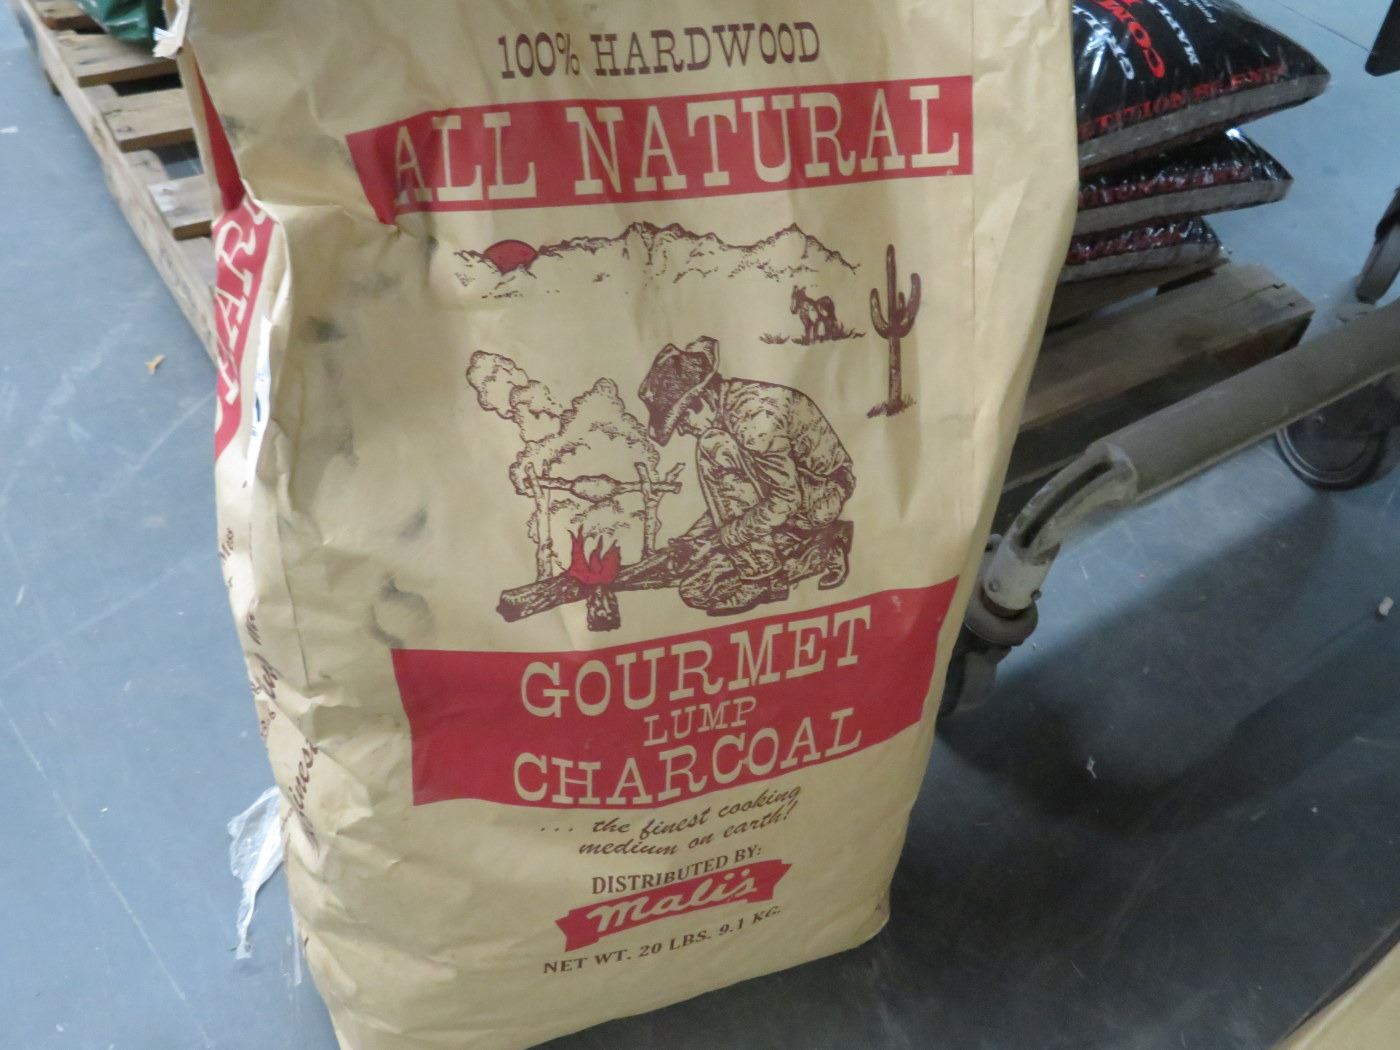 100% HARDWOOD
ALL NATURAL
GOURMET
LUMP
CHARCOAL
... the finest cooking
medium on earth!
DISTRIBUTED BY:
mali's
NET WT. 20 LBS. 9.1 KG.